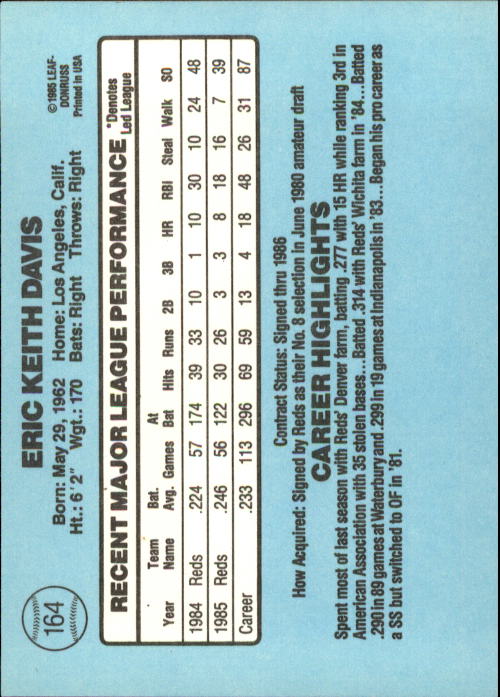 164
ERIC KEITH DAVIS
©1985 LEAF-
DONRUSS
Printed in USA
Born: May 29, 1962 Home: Los Angeles, Calif.
Ht.: 6'2" Wgt.: 170 Bats: Right Throws: Right
RECENT MAJOR LEAGUE PERFORMANCE *Denotes Led League
Year Team Name Bat. Avg. Games At Bat Hits Runs 2B 3B HR RBI Steal Walk SO
1984 Reds .224 57 174 39 33 10 1 10 30 10 24 48
1985 Reds .246 56 122 30 26 3 3 8 18 16 7 39
Career .233 113 296 69 59 13 4 18 48 26 31 87
Contract Status: Signed thru 1986
How Acquired: Signed by Reds as their No. 8 selection in June 1980 amateur draft
CAREER HIGHLIGHTS
Spent most of last season with Reds' Denver farm, batting .277 with 15 HR while ranking 3rd in
American Association with 35 stolen bases...Batted .314 with Reds' Wichita farm in '84...Batted
.290 in 89 games at Waterbury and .299 in 19 games at Indianapolis in '83...Began his pro career as
a SS but switched to OF in '81.